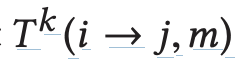 T^k(i → j, m)